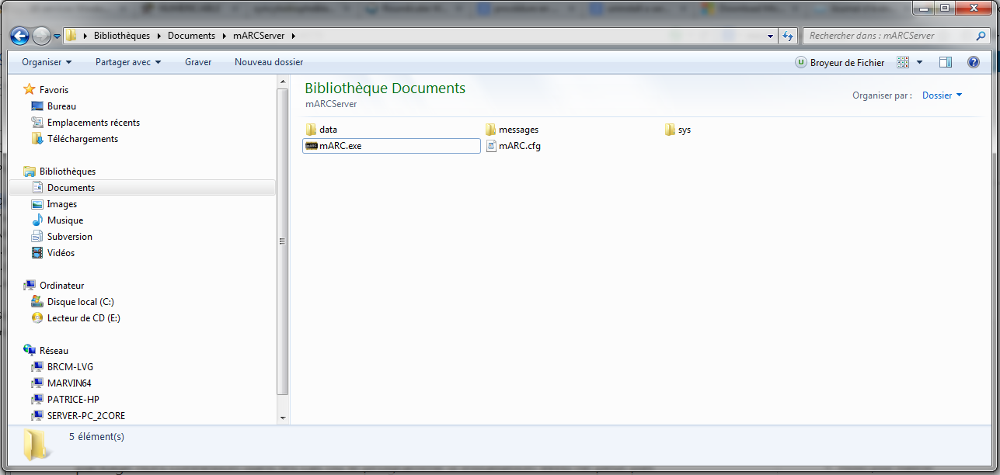 Bibliothèques Documents mARCServer Rechercher dans : mARCServer
Organiser Partager avec Graver Nouveau dossier Broyeur de Fichier
Favoris
Bureau
Emplacements récents
Téléchargements
Bibliothèques
Documents
Images
Musique
Subversion
Vidéos
Ordinateur
Disque local (C:)
Lecteur de CD (E:)
Réseau
BRCM-LVG
MARVIN64
PATRICE-HP
SERVER-PC_2CORE
Bibliothèque Documents
mARCServer
Organiser par : Dossier
data messages sys
mARC.exe mARC.cfg
5 élément(s)